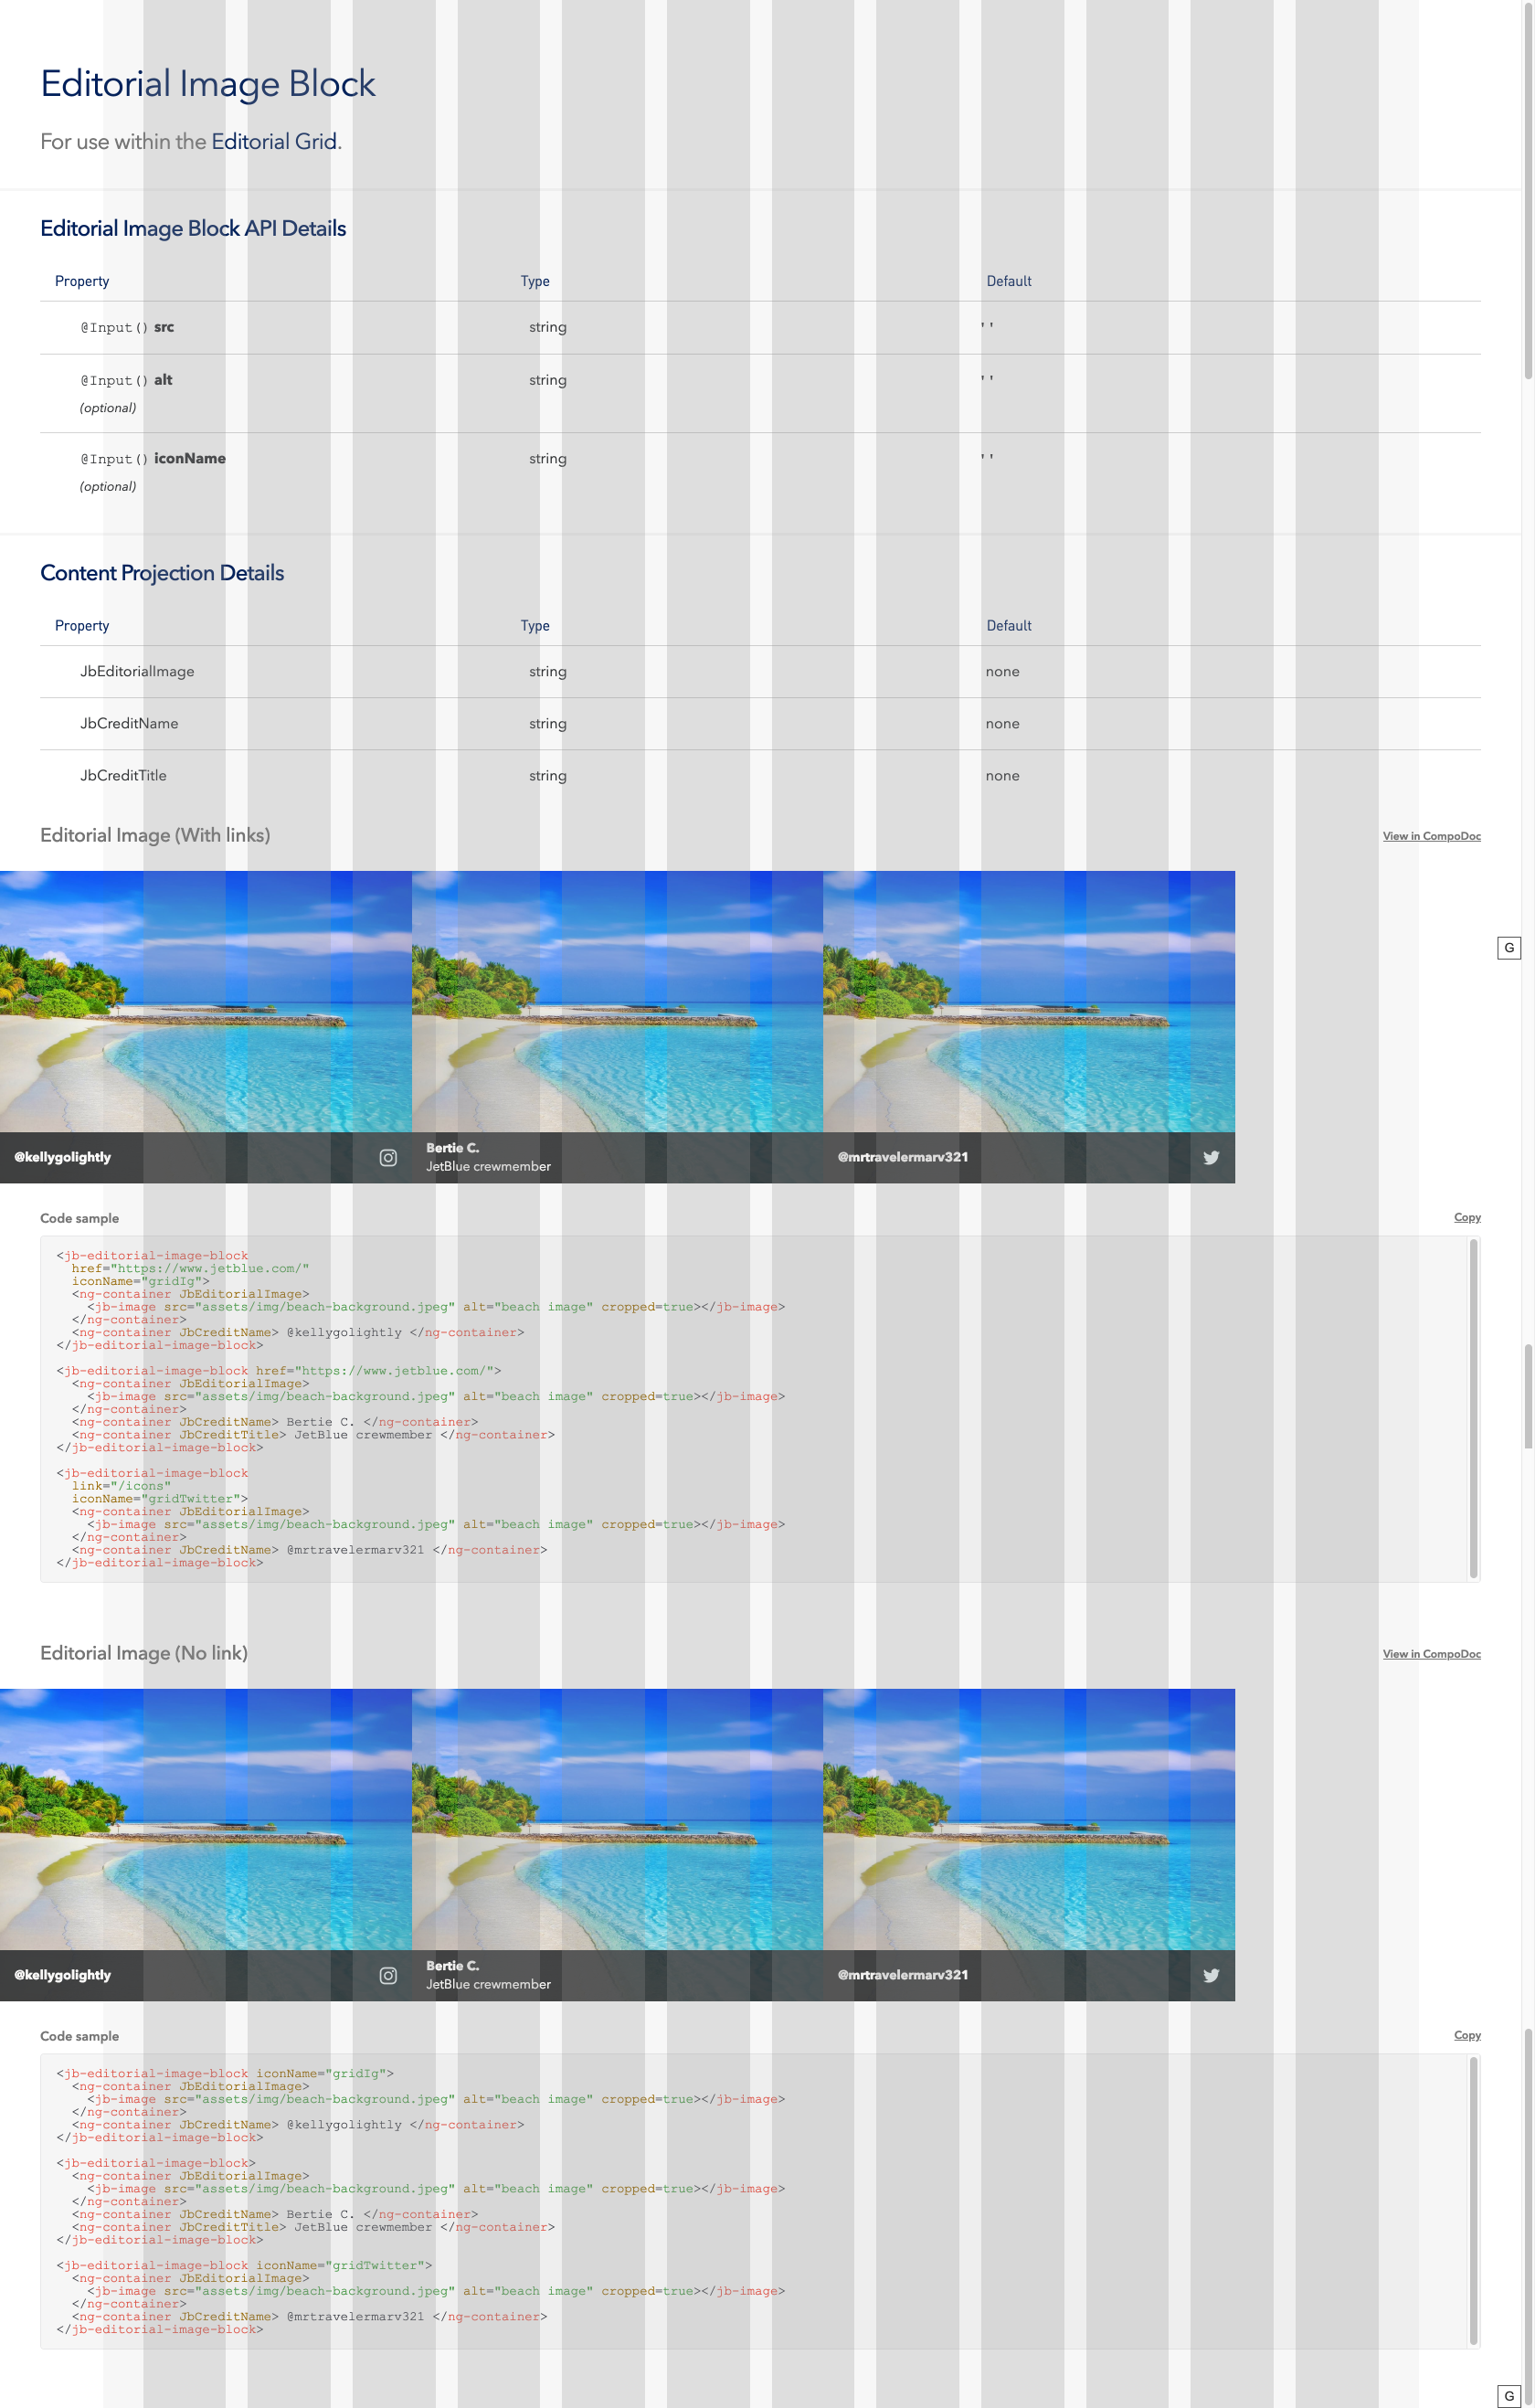 Editorial Image Block
For use within the Editorial Grid.
Editorial Image Block API Details
Property Type Default
@Input() src string ' '
@Input() alt string ' '
(optional)
@Input() iconName string ' '
(optional)
Content Projection Details
Property Type Default
JbEditorialImage string none
JbCreditName string none
JbCreditTitle string none
Editorial Image (With links) View in CompoDoc
G
@kellygolightly
Bertie C.
JetBlue crewmember
@mrtravelermarv321
Code sample Copy
<jb-editorial-image-block
  href="https://www.jetblue.com/"
  iconName="gridIg">
  <ng-container JbEditorialImage>
    <jb-image src="assets/img/beach-background.jpeg" alt="beach image" cropped=true></jb-image>
  </ng-container>
  <ng-container JbCreditName> @kellygolightly </ng-container>
</jb-editorial-image-block>
<jb-editorial-image-block href="https://www.jetblue.com/">
  <ng-container JbEditorialImage>
    <jb-image src="assets/img/beach-background.jpeg" alt="beach image" cropped=true></jb-image>
  </ng-container>
  <ng-container JbCreditName> Bertie C. </ng-container>
  <ng-container JbCreditTitle> JetBlue crewmember </ng-container>
</jb-editorial-image-block>
<jb-editorial-image-block
  link="/icons"
  iconName="gridTwitter">
  <ng-container JbEditorialImage>
    <jb-image src="assets/img/beach-background.jpeg" alt="beach image" cropped=true></jb-image>
  </ng-container>
  <ng-container JbCreditName> @mrtravelermarv321 </ng-container>
</jb-editorial-image-block>
Editorial Image (No link) View in CompoDoc
@kellygolightly
Bertie C.
JetBlue crewmember
@mrtravelermarv321
Code sample Copy
<jb-editorial-image-block iconName="gridIg">
  <ng-container JbEditorialImage>
    <jb-image src="assets/img/beach-background.jpeg" alt="beach image" cropped=true></jb-image>
  </ng-container>
  <ng-container JbCreditName> @kellygolightly </ng-container>
</jb-editorial-image-block>
<jb-editorial-image-block>
  <ng-container JbEditorialImage>
    <jb-image src="assets/img/beach-background.jpeg" alt="beach image" cropped=true></jb-image>
  </ng-container>
  <ng-container JbCreditName> Bertie C. </ng-container>
  <ng-container JbCreditTitle> JetBlue crewmember </ng-container>
</jb-editorial-image-block>
<jb-editorial-image-block iconName="gridTwitter">
  <ng-container JbEditorialImage>
    <jb-image src="assets/img/beach-background.jpeg" alt="beach image" cropped=true></jb-image>
  </ng-container>
  <ng-container JbCreditName> @mrtravelermarv321 </ng-container>
</jb-editorial-image-block>
G